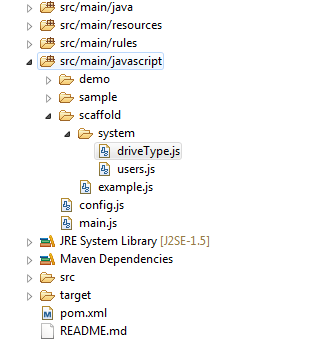 src/main/java
src/main/resources
src/main/rules
src/main/javascript
demo
sample
scaffold
system
driveType.js
users.js
example.js
config.js
main.js
JRE System Library [J2SE-1.5]
Maven Dependencies
src
target
pom.xml
README.md